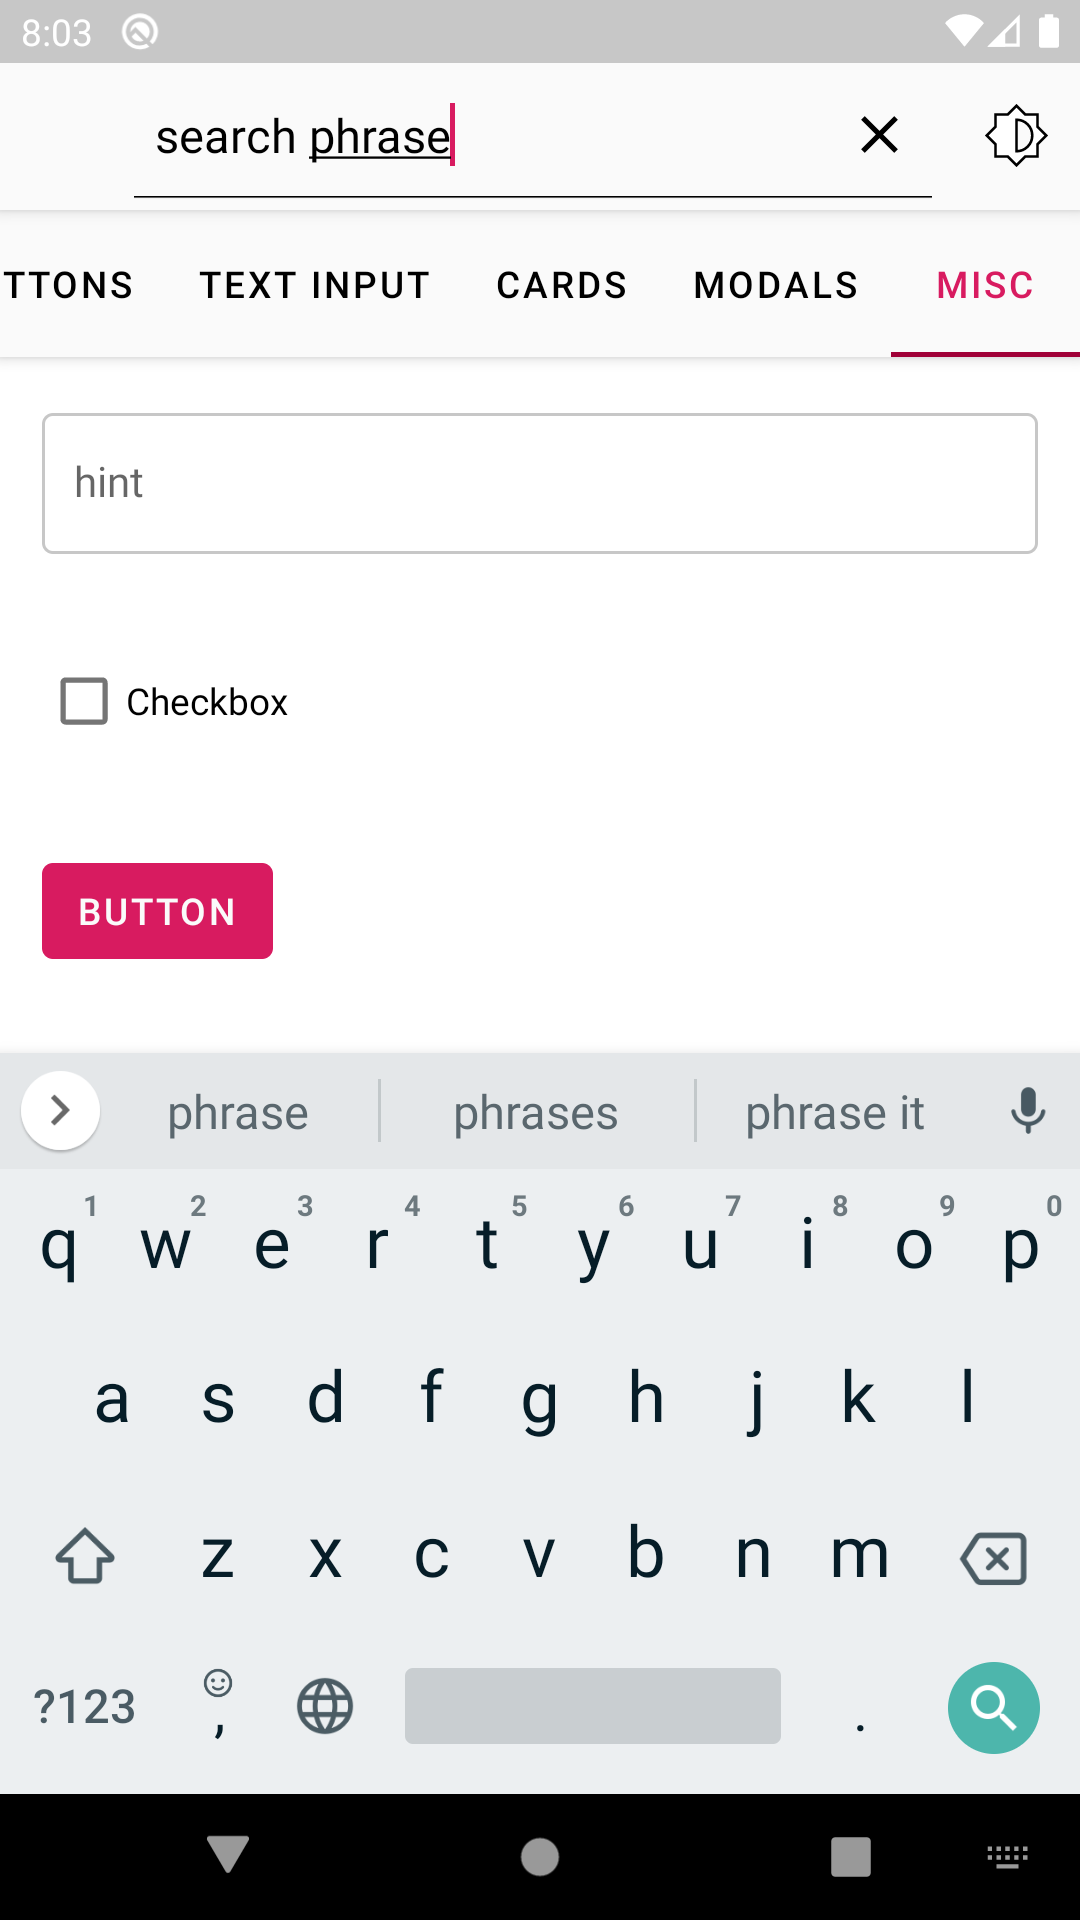 8:03
search phrase
TTONS TEXT INPUT CARDS MODALS MISC
hint
Checkbox
BUTTON
phrase phrases phrase it
1 2 3 4 5 6 7 8 9 0
q w e r t y u i o p
a s d f g h j k l
z x c v b n m
?123 , .